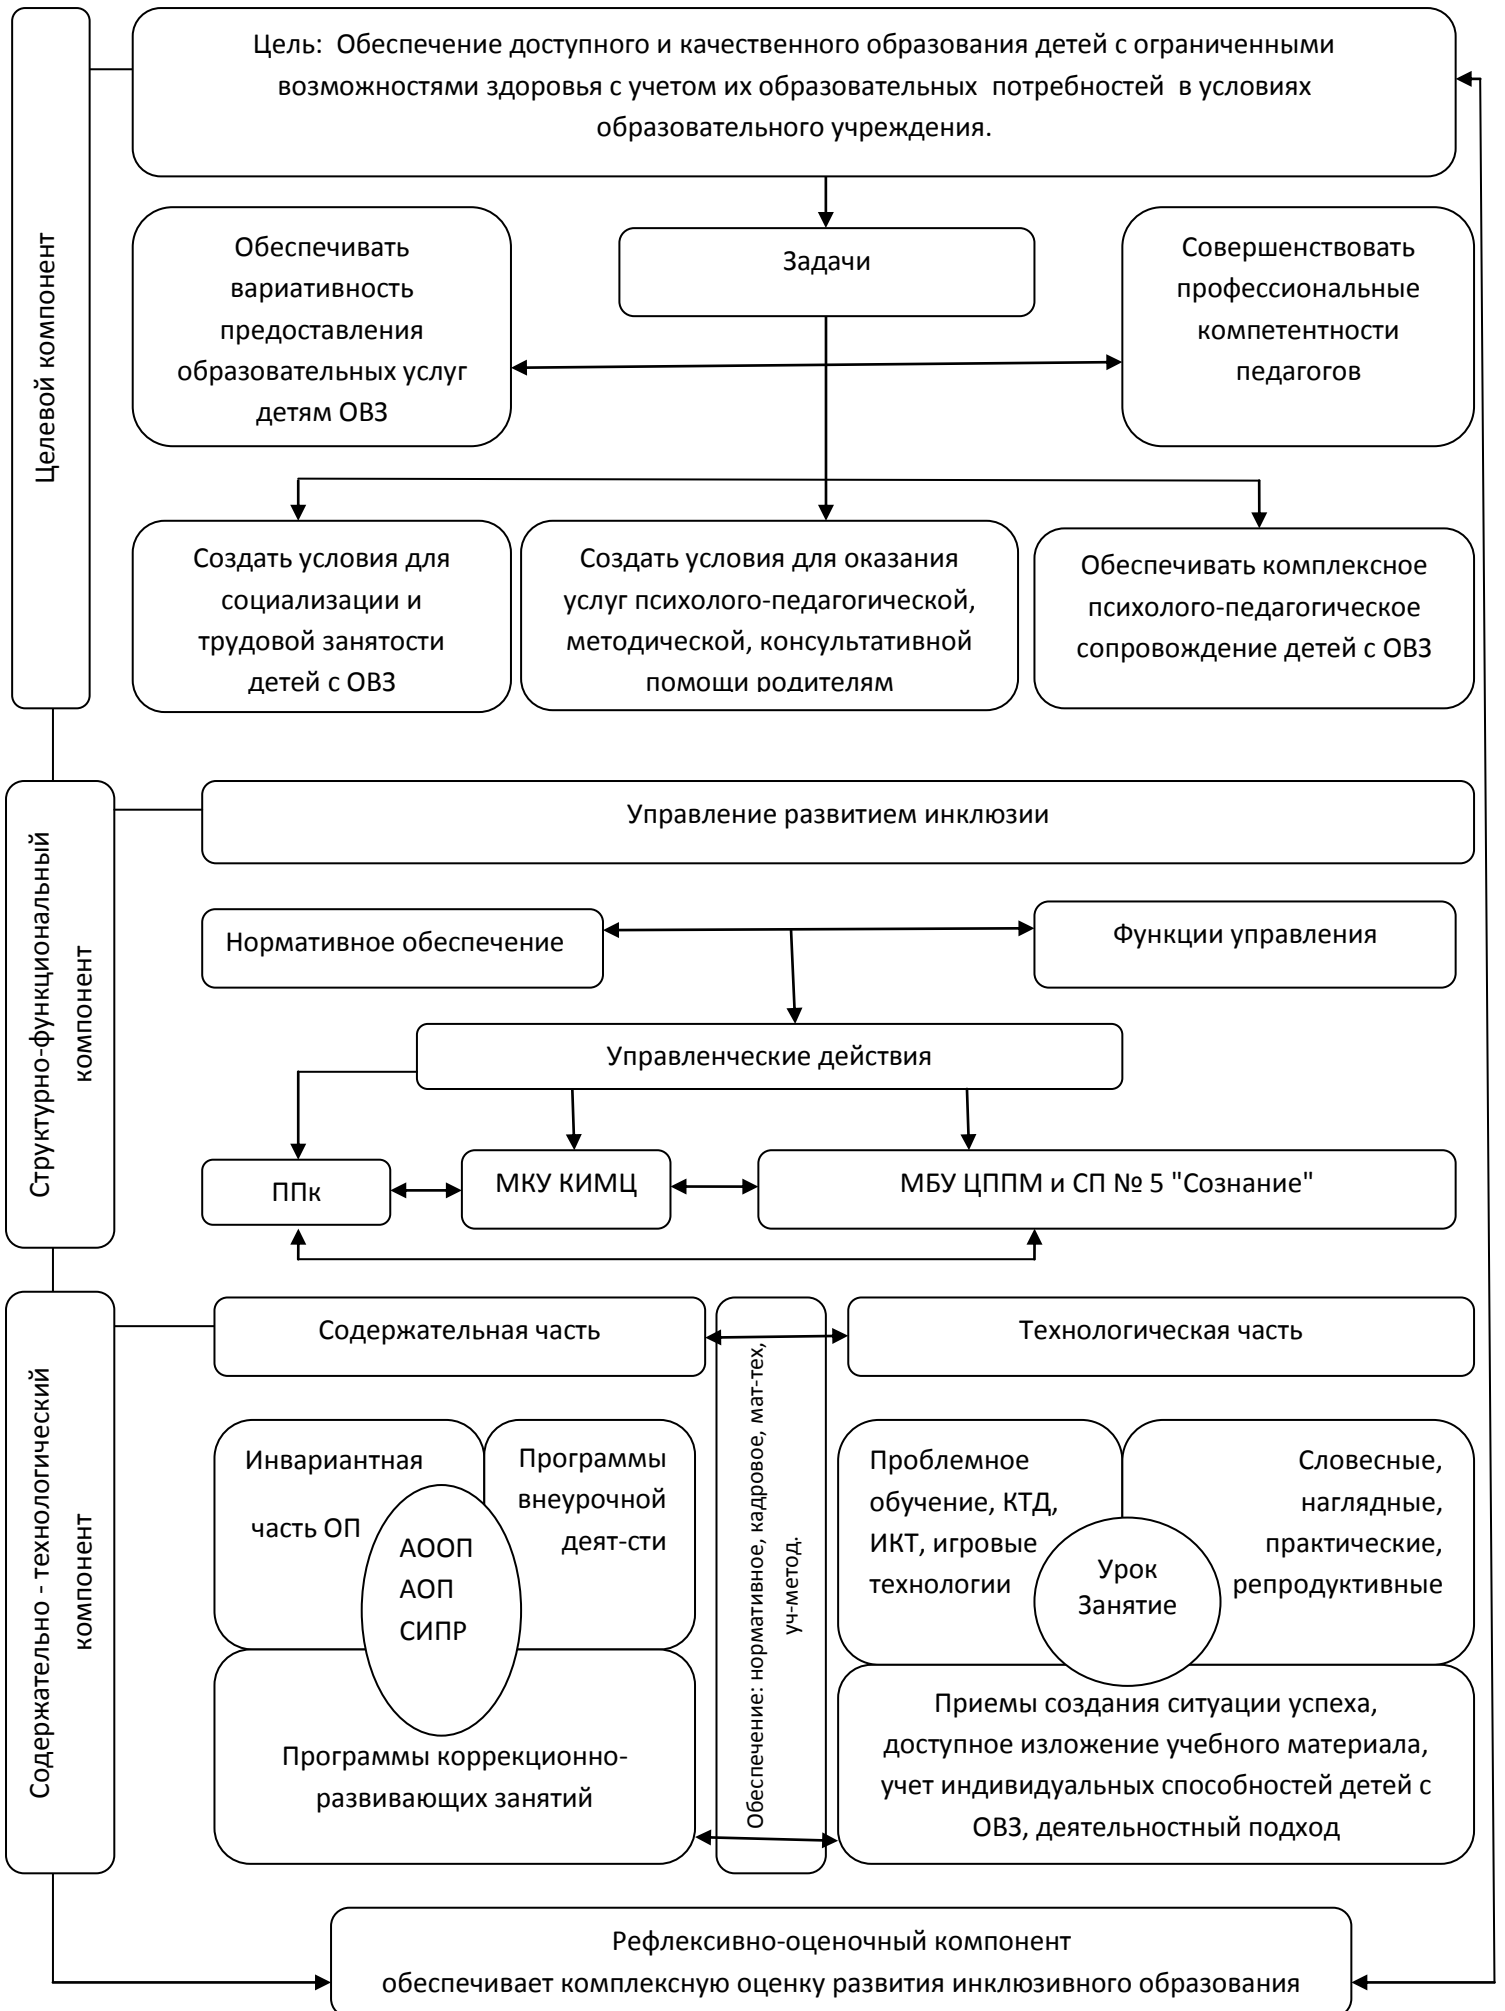 Целевой компонент
Цель:  Обеспечение доступного и качественного образования детей с ограниченными
возможностями здоровья с учетом их образовательных  потребностей  в условиях
образовательного учреждения.
Обеспечивать
вариативность
предоставления
образовательных услуг
детям ОВЗ
Задачи
Совершенствовать
профессиональные
компетентности
педагогов
Создать условия для
социализации и
трудовой занятости
детей с ОВЗ
Создать условия для оказания
услуг психолого-педагогической,
методической, консультативной
помощи родителям
Обеспечивать комплексное
психолого-педагогическое
сопровождение детей с ОВЗ
Структурно-функциональный
компонент
Управление развитием инклюзии
Нормативное обеспечение
Функции управления
Управленческие действия
ППк
МКУ КИМЦ
МБУ ЦППМ и СП № 5 "Сознание"
Содержательно - технологический
компонент
Содержательная часть
Обеспечение: нормативное, кадровое, мат-тех,
уч-метод.
Технологическая часть
Инвариантная
часть ОП
Программы
внеурочной
деят-сти
АООП
АОП
СИПР
Программы коррекционно-
развивающих занятий
Проблемное
обучение, КТД,
ИКТ, игровые
технологии
Словесные,
наглядные,
практические,
репродуктивные
Урок
Занятие
Приемы создания ситуации успеха,
доступное изложение учебного материала,
учет индивидуальных способностей детей с
ОВЗ, деятельностный подход
Рефлексивно-оценочный компонент
обеспечивает комплексную оценку развития инклюзивного образования